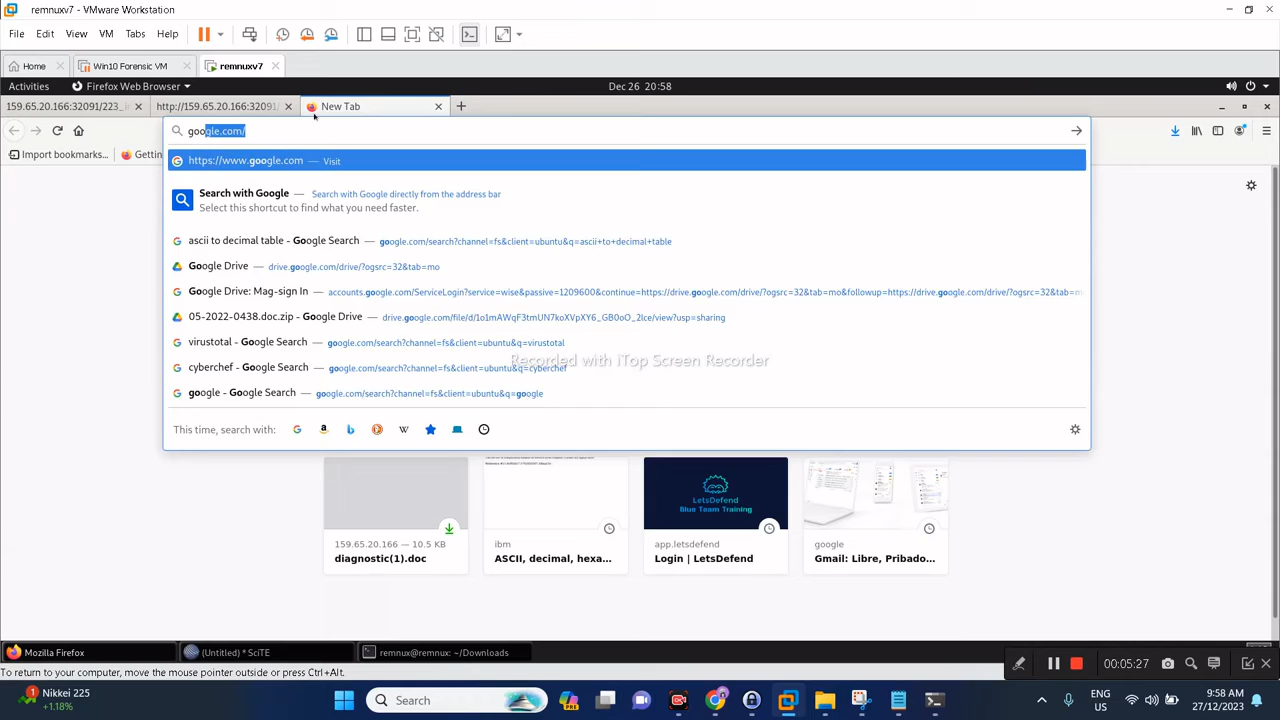 remnuxv7 - VMware Workstation
File Edit View VM Tabs Help
Home Win10 Forensic VM remnuxv7
Activities Firefox Web Browser Dec 26 20:58
159.65.20.166:32091/223_i http://159.65.20.166:32091/ New Tab
google.com/
Import bookmarks... Gettin
https://www.google.com — Visit
Search with Google — Search with Google directly from the address bar
Select this shortcut to find what you need faster.
ascii to decimal table - Google Search — google.com/search?channel=fs&client=ubuntu&q=ascii+to+decimal+table
Google Drive — drive.google.com/drive/?ogsrc=32&tab=mo
Google Drive: Mag-sign In — accounts.google.com/ServiceLogin?service=wise&passive=1209600&continue=https://drive.google.com/drive/?ogsrc=32&tab=mo&followup=https://drive.google.com/drive/?ogsrc=32&tab=m
05-2022-0438.doc.zip - Google Drive — drive.google.com/file/d/1o1mAWqF3tmUN7koXVpXY6_GB0oO_2lce/view?usp=sharing
virustotal - Google Search — google.com/search?channel=fs&client=ubuntu&q=virustotal
Recorded with iTop Screen Recorder
cyberchef - Google Search — google.com/search?channel=fs&client=ubuntu&q=cyberchef
google - Google Search — google.com/search?channel=fs&client=ubuntu&q=google
This time, search with:
LetsDefend
Blue Team Training
159.65.20.166 — 10.5 KB ibm app.letsdefend google
diagnostic(1).doc ASCII, decimal, hexa... Login | LetsDefend Gmail: Libre, Pribado...
Mozilla Firefox (Untitled) * SciTE remnux@remnux: ~/Downloads
00:05:27
To return to your computer, move the mouse pointer outside or press Ctrl+Alt.
Nikkei 225
+1.18%
Search
ENG
US
9:58 AM
27/12/2023